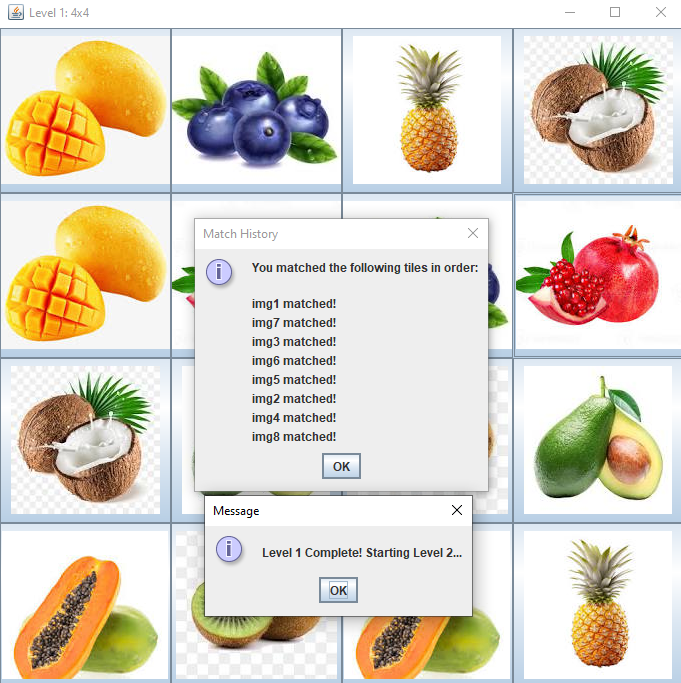 Level 1: 4x4
Match History
You matched the following tiles in order:
img1 matched!
img7 matched!
img3 matched!
img6 matched!
img5 matched!
img2 matched!
img4 matched!
img8 matched!
OK
Message
Level 1 Complete! Starting Level 2...
OK